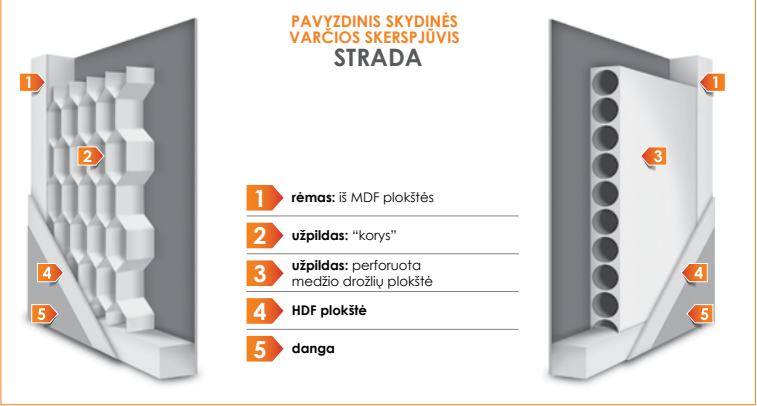 PAVYZDINIS SKYDINĖS
VARČIOS SKERSPJŪVIS
STRADA
1
2
4
5
1
3
4
5
1 rėmas: iš MDF plokštės
2 užpildas: “korys”
3 užpildas: perforuota
medžio drožlių plokštė
4 HDF plokštė
5 danga